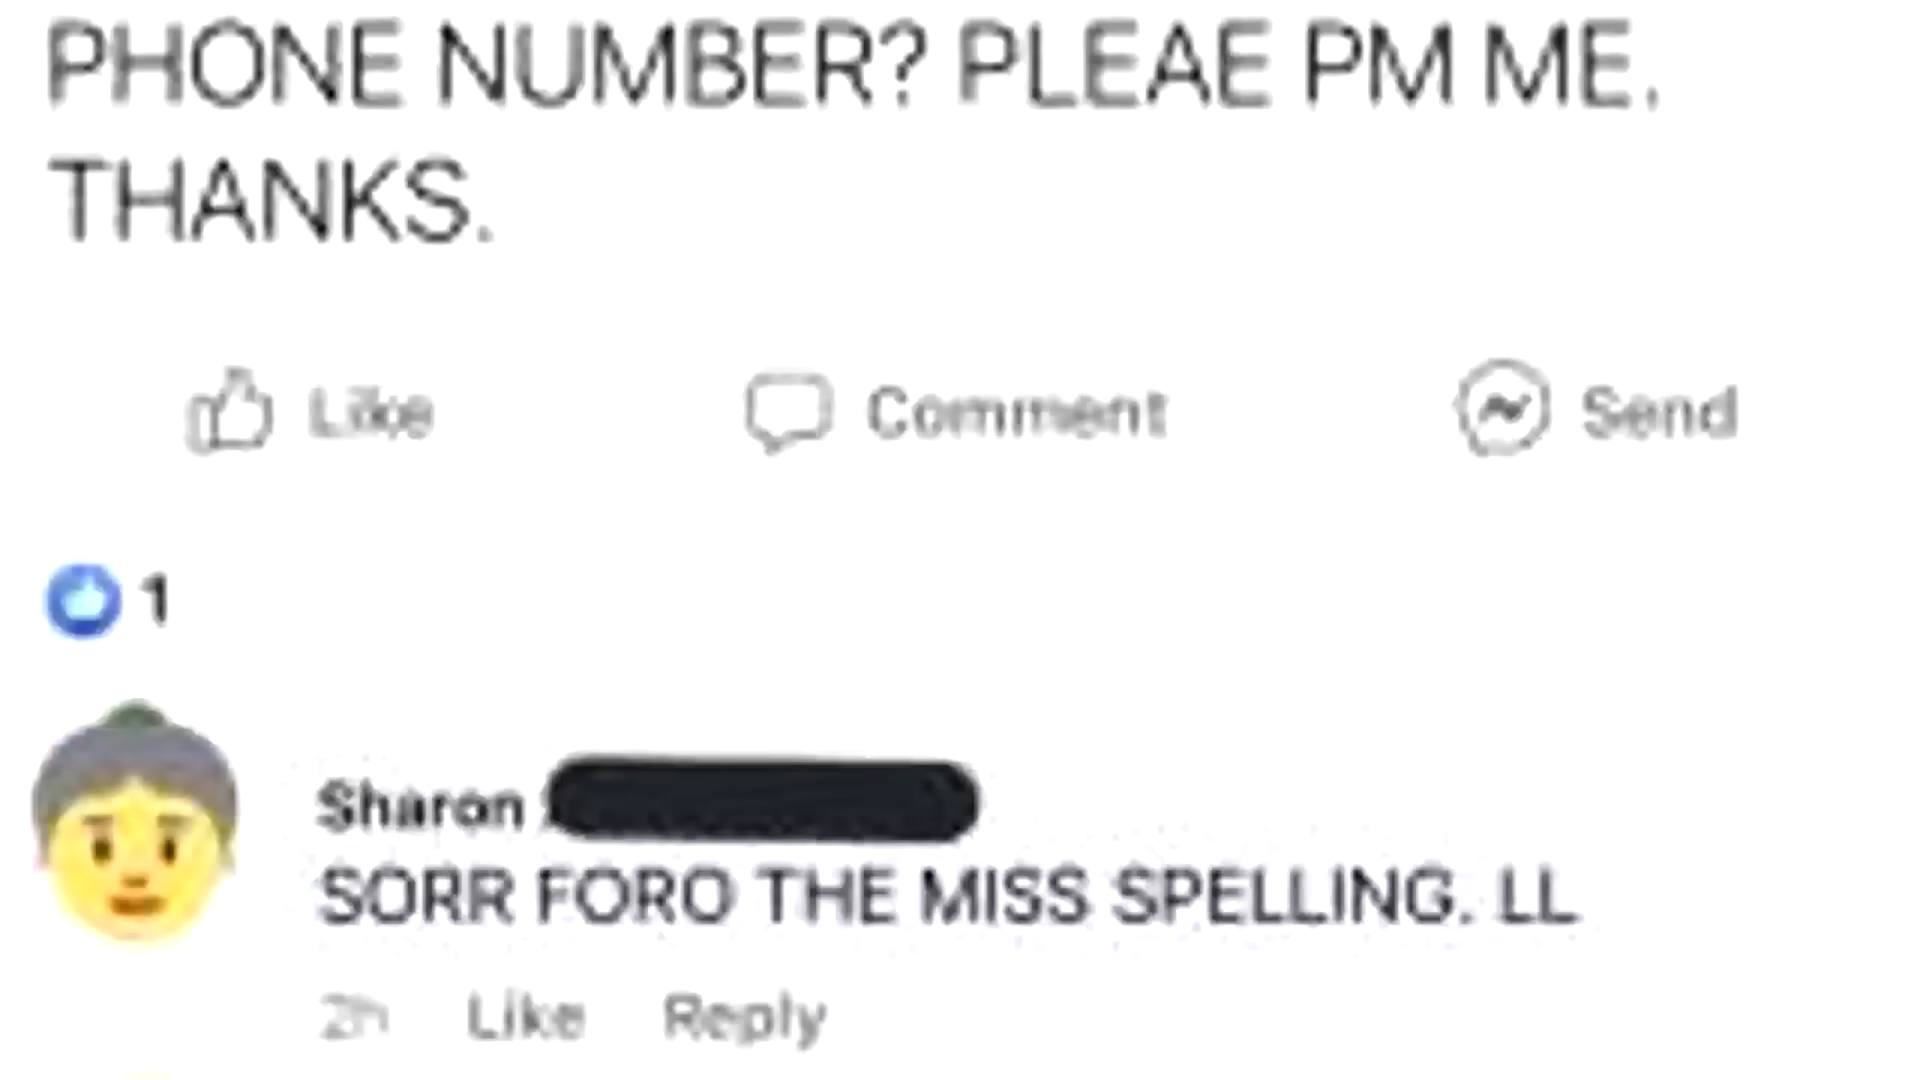 PHONE NUMBER? PLEAE PM ME.
THANKS.
Like Comment Send
1
Sharon
SORR FORO THE MISS SPELLING. LL
2h Like Reply